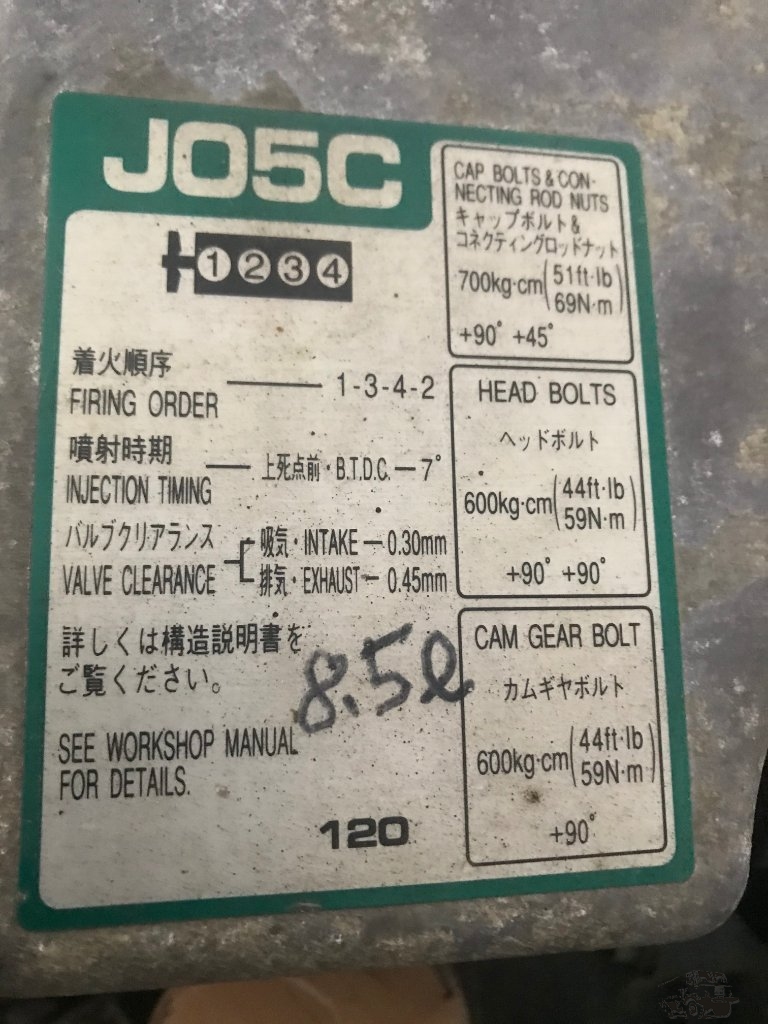 J05C
①②③④
着火順序
FIRING ORDER
1-3-4-2
噴射時期
INJECTION TIMING
上死点前・B.T.D.C.—7°
バルブクリアランス
VALVE CLEARANCE
吸気・INTAKE—0.30mm
排気・EXHAUST—0.45mm
詳しくは構造説明書を
ご覧ください。
8.5ℓ
SEE WORKSHOP MANUAL
FOR DETAILS.
120
CAP BOLTS & CON-
NECTING ROD NUTS
キャップボルト&
コネクティングロッドナット
700kg·cm(51ft·lb
69N·m)
+90° +45°
HEAD BOLTS
ヘッドボルト
600kg·cm(44ft·lb
59N·m)
+90° +90°
CAM GEAR BOLT
カムギヤボルト
600kg·cm(44ft·lb
59N·m)
+90°